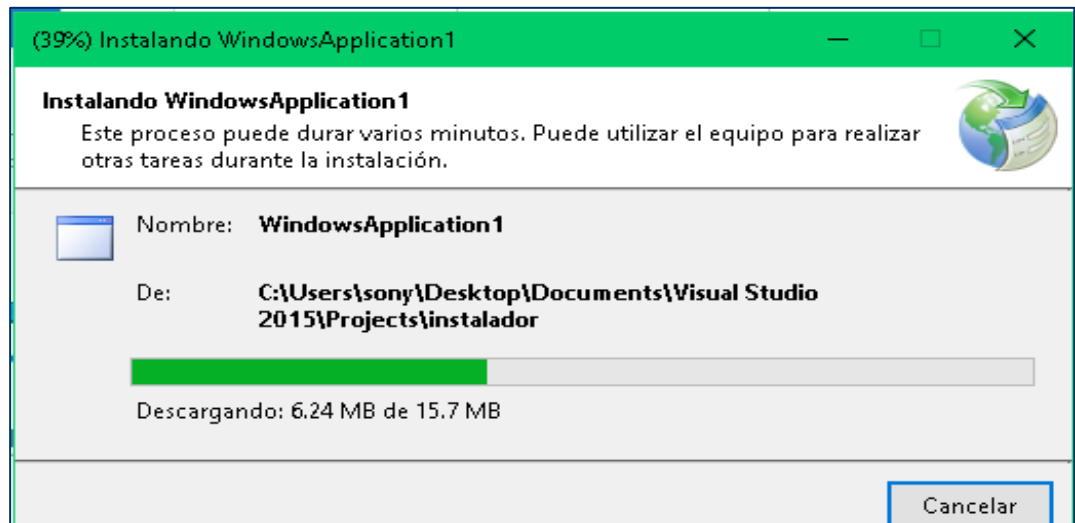 (39%) Instalando WindowsApplication1
Instalando WindowsApplication1
Este proceso puede durar varios minutos. Puede utilizar el equipo para realizar
otras tareas durante la instalación.
Nombre: WindowsApplication1
De: C:\Users\sony\Desktop\Documents\Visual Studio
2015\Projects\instalador
Descargando: 6.24 MB de 15.7 MB
Cancelar